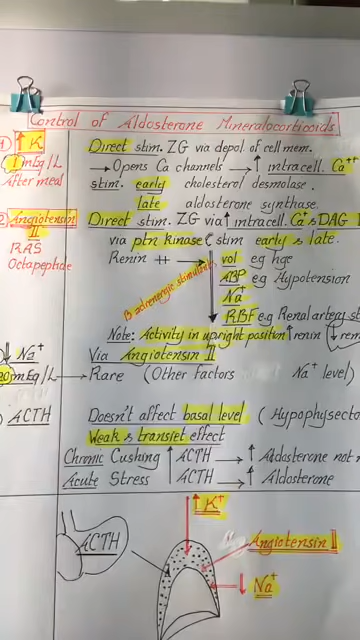 Control of Aldosterone Mineralocorticoids
1) ↑ K
1 mEq/L
After meal
Direct stim. ZG via depol of cell mem.
→ Opens Ca channels → ↑ intracell. Ca++
stim. early cholesterol desmolase.
late aldosterone synthase.
2) Angiotensin II
RAS
Octapeptide
Direct stim. ZG via ↑ intracell. Ca++ & DAG
via ptn kinase C stim early & late.
Renin ++ → ↓ vol eg hge
ABP eg Hypotension
Na+
RBF e.g Renal artery
B adrenergic stimulation
Note: Activity in upright position ↑ renin
Via Angiotensin II
↓ Na+
20 mEq/L → Rare (Other factors Na+ level)
) ACTH
Doesn't affect basal level (
Weak & transiet effect
Chronic Cushing ↑ ACTH → ↑ Aldosterone not
Acute Stress ACTH → ↑ Aldosterone
↑ K+
ACTH
Angiotensin II
↓ Na+